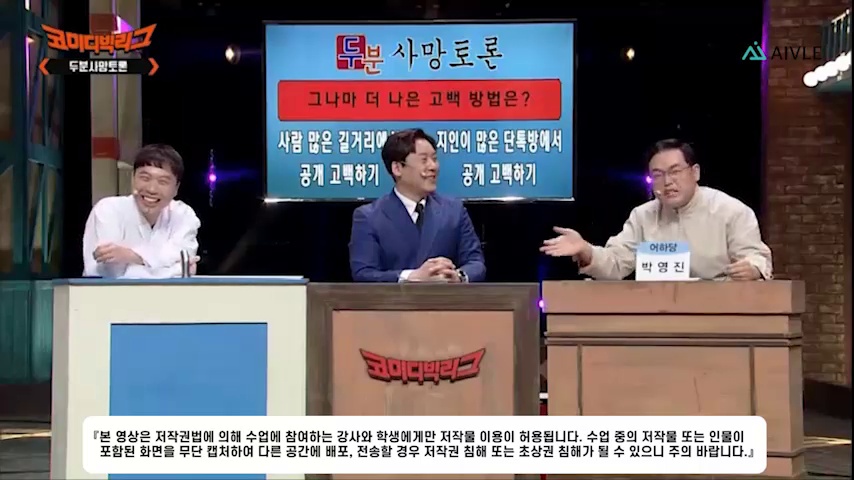 코미디빅리그
두분사망토론
AIVLE
두분 사망토론
그나마 더 나은 고백 방법은?
사람 많은 길거리에
공개 고백하기
지인이 많은 단톡방에서
공개 고백하기
어하당
박영진
코미디빅리그
『본 영상은 저작권법에 의해 수업에 참여하는 강사와 학생에게만 저작물 이용이 허용됩니다. 수업 중의 저작물 또는 인물이
포함된 화면을 무단 캡처하여 다른 공간에 배포, 전송할 경우 저작권 침해 또는 초상권 침해가 될 수 있으니 주의 바랍니다.』